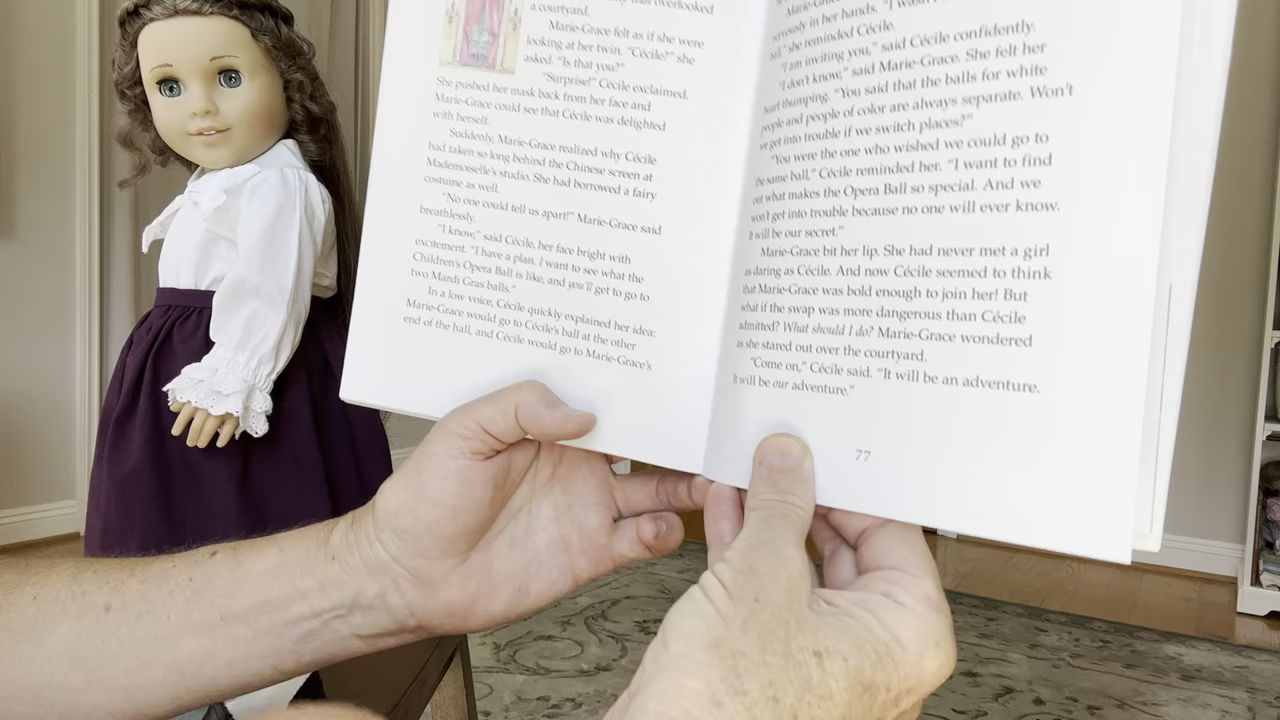 that overlooked
a courtyard.
Marie-Grace felt as if she were
looking at her twin. “Cécile?” she
asked. “Is that you?”
“Surprise!” Cécile exclaimed.
She pushed her mask back from her face and
Marie-Grace could see that Cécile was delighted
with herself.
Suddenly, Marie-Grace realized why Cécile
had taken so long behind the Chinese screen at
Mademoiselle’s studio. She had borrowed a fairy
costume as well.
“No one could tell us apart!” Marie-Grace said
breathlessly.
“I know,” said Cécile, her face bright with
excitement. “I have a plan. I want to see what the
Children’s Opera Ball is like, and you’ll get to go to
two Mardi Gras balls.”
In a low voice, Cécile quickly explained her idea:
Marie-Grace would go to Cécile’s ball at the other
end of the hall, and Cécile would go to Marie-Grace’s
Marie-Grace
nervously in her hands. “I wasn’t
ball,” she reminded Cécile.
“I am inviting you,” said Cécile confidently.
“I don’t know,” said Marie-Grace. She felt her
heart thumping. “You said that the balls for white
people and people of color are always separate. Won’t
we get into trouble if we switch places?”
“You were the one who wished we could go to
the same ball,” Cécile reminded her. “I want to find
out what makes the Opera Ball so special. And we
won’t get into trouble because no one will ever know.
It will be our secret.”
Marie-Grace bit her lip. She had never met a girl
as daring as Cécile. And now Cécile seemed to think
that Marie-Grace was bold enough to join her! But
what if the swap was more dangerous than Cécile
admitted? What should I do? Marie-Grace wondered
as she stared out over the courtyard.
“Come on,” Cécile said. “It will be an adventure.
It will be our adventure.”
77